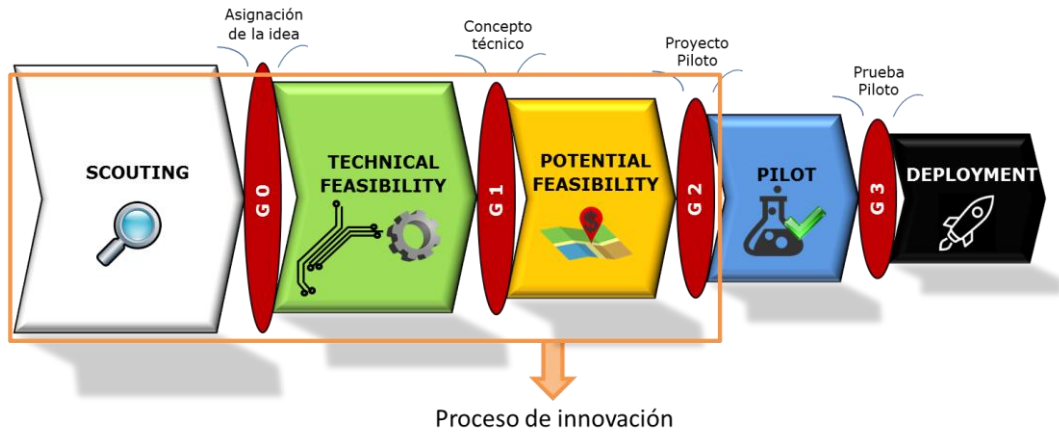 Asignación
de la idea
Concepto
técnico
Proyecto
Piloto
Prueba
Piloto
SCOUTING
G 0
TECHNICAL
FEASIBILITY
G 1
POTENTIAL
FEASIBILITY
$
G 2
PILOT
G 3
DEPLOYMENT
Proceso de innovación